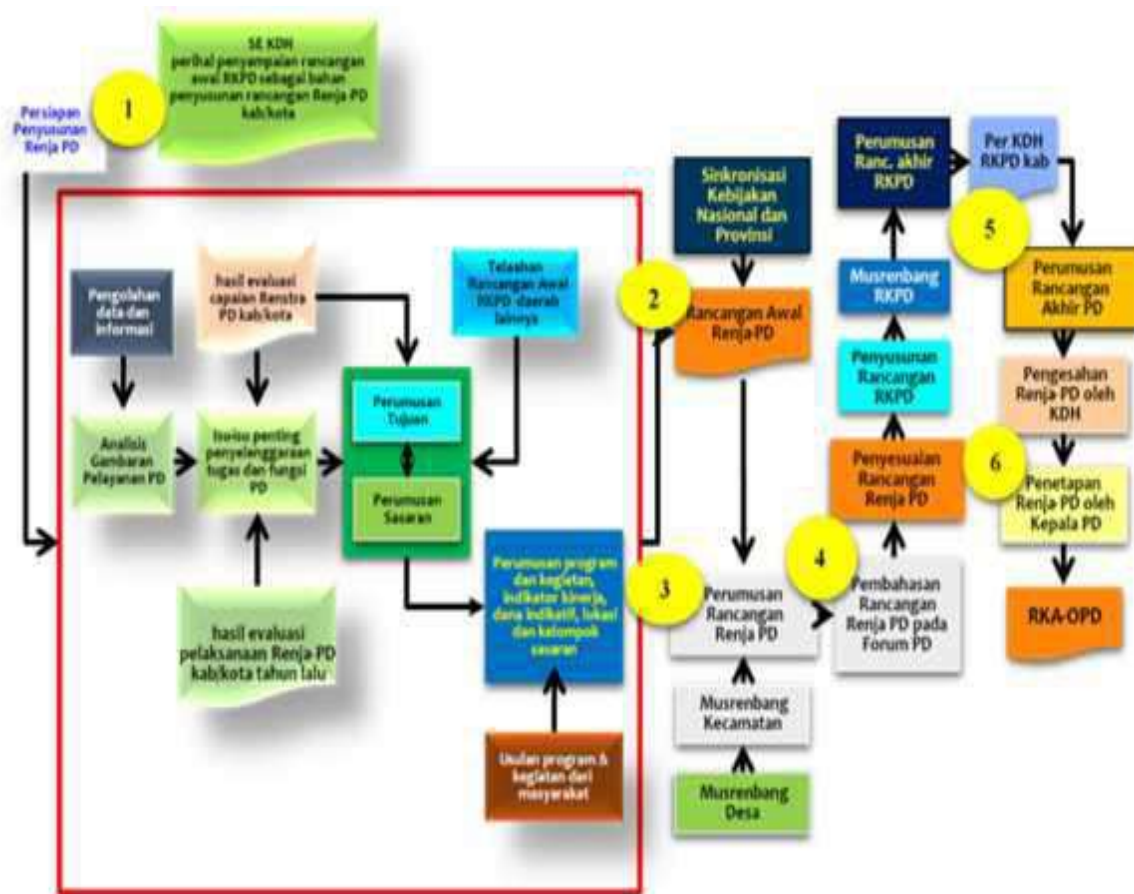 1
SE KDH
perihal penyampaian rancangan
awal RKPD sebagai bahan
penyusunan rancangan Renja PD
kab/kota
Persiapan
Penyusunan
Renja PD
Pengolahan
data dan
informasi
hasil evaluasi
capaian Renstra
PD kab/kota
Telaahan
Rancangan Awal
RKPD daerah
lainnya
Analisis
Gambaran
Pelayanan PD
Isu-isu penting
penyelenggaraan
tugas dan fungsi
PD
Perumusan
Tujuan
Perumusan
Sasaran
hasil evaluasi
pelaksanaan Renja PD
kab/kota tahun lalu
Perumusan program
dan kegiatan,
indikator kinerja,
dana indikatif, lokasi
dan kelompok
sasaran
Usulan program &
kegiatan dari
masyarakat
Sinkronisasi
Kebijakan
Nasional dan
Provinsi
2
Rancangan Awal
Renja-PD
3
Perumusan
Rancangan
Renja PD
Musrenbang
Kecamatan
Musrenbang
Desa
4
Pembahasan
Rancangan
Renja PD pada
Forum PD
Penyesuaian
Rancangan
Renja PD
Penyusunan
Rancangan
RKPD
Musrenbang
RKPD
Perumusan
Ranc. akhir
RKPD
Per KDH
RKPD kab
5
Perumusan
Rancangan
Akhir PD
Pengesahan
Renja-PD oleh
KDH
6
Penetapan
Renja-PD oleh
Kepala PD
RKA-OPD